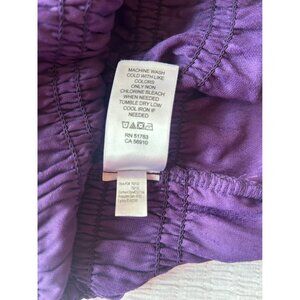 MACHINE WASH
COLD WITH LIKE
COLORS
ONLY NON
CHLORINE BLEACH
WHEN NEEDED
TUMBLE DRY LOW
COOL IRON IF
NEEDED
RN 51783
CA 56910